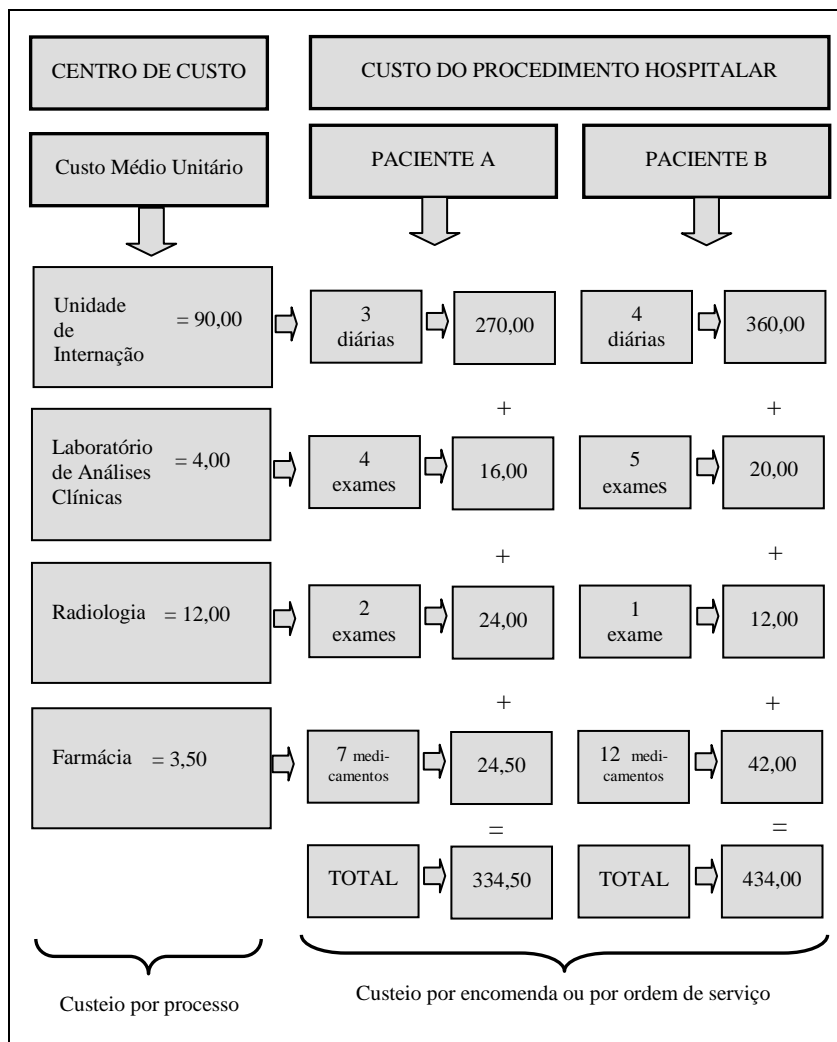 CENTRO DE CUSTO
CUSTO DO PROCEDIMENTO HOSPITALAR
Custo Médio Unitário
PACIENTE A
PACIENTE B
Unidade
de
Internação
= 90,00
3
diárias
270,00
4
diárias
360,00
+
+
Laboratório
de Análises
Clínicas
= 4,00
4
exames
16,00
5
exames
20,00
+
+
Radiologia = 12,00
2
exames
24,00
1
exame
12,00
+
+
Farmácia = 3,50
7 medi-
camentos
24,50
12 medi-
camentos
42,00
=
=
TOTAL
334,50
TOTAL
434,00
Custeio por processo
Custeio por encomenda ou por ordem de serviço